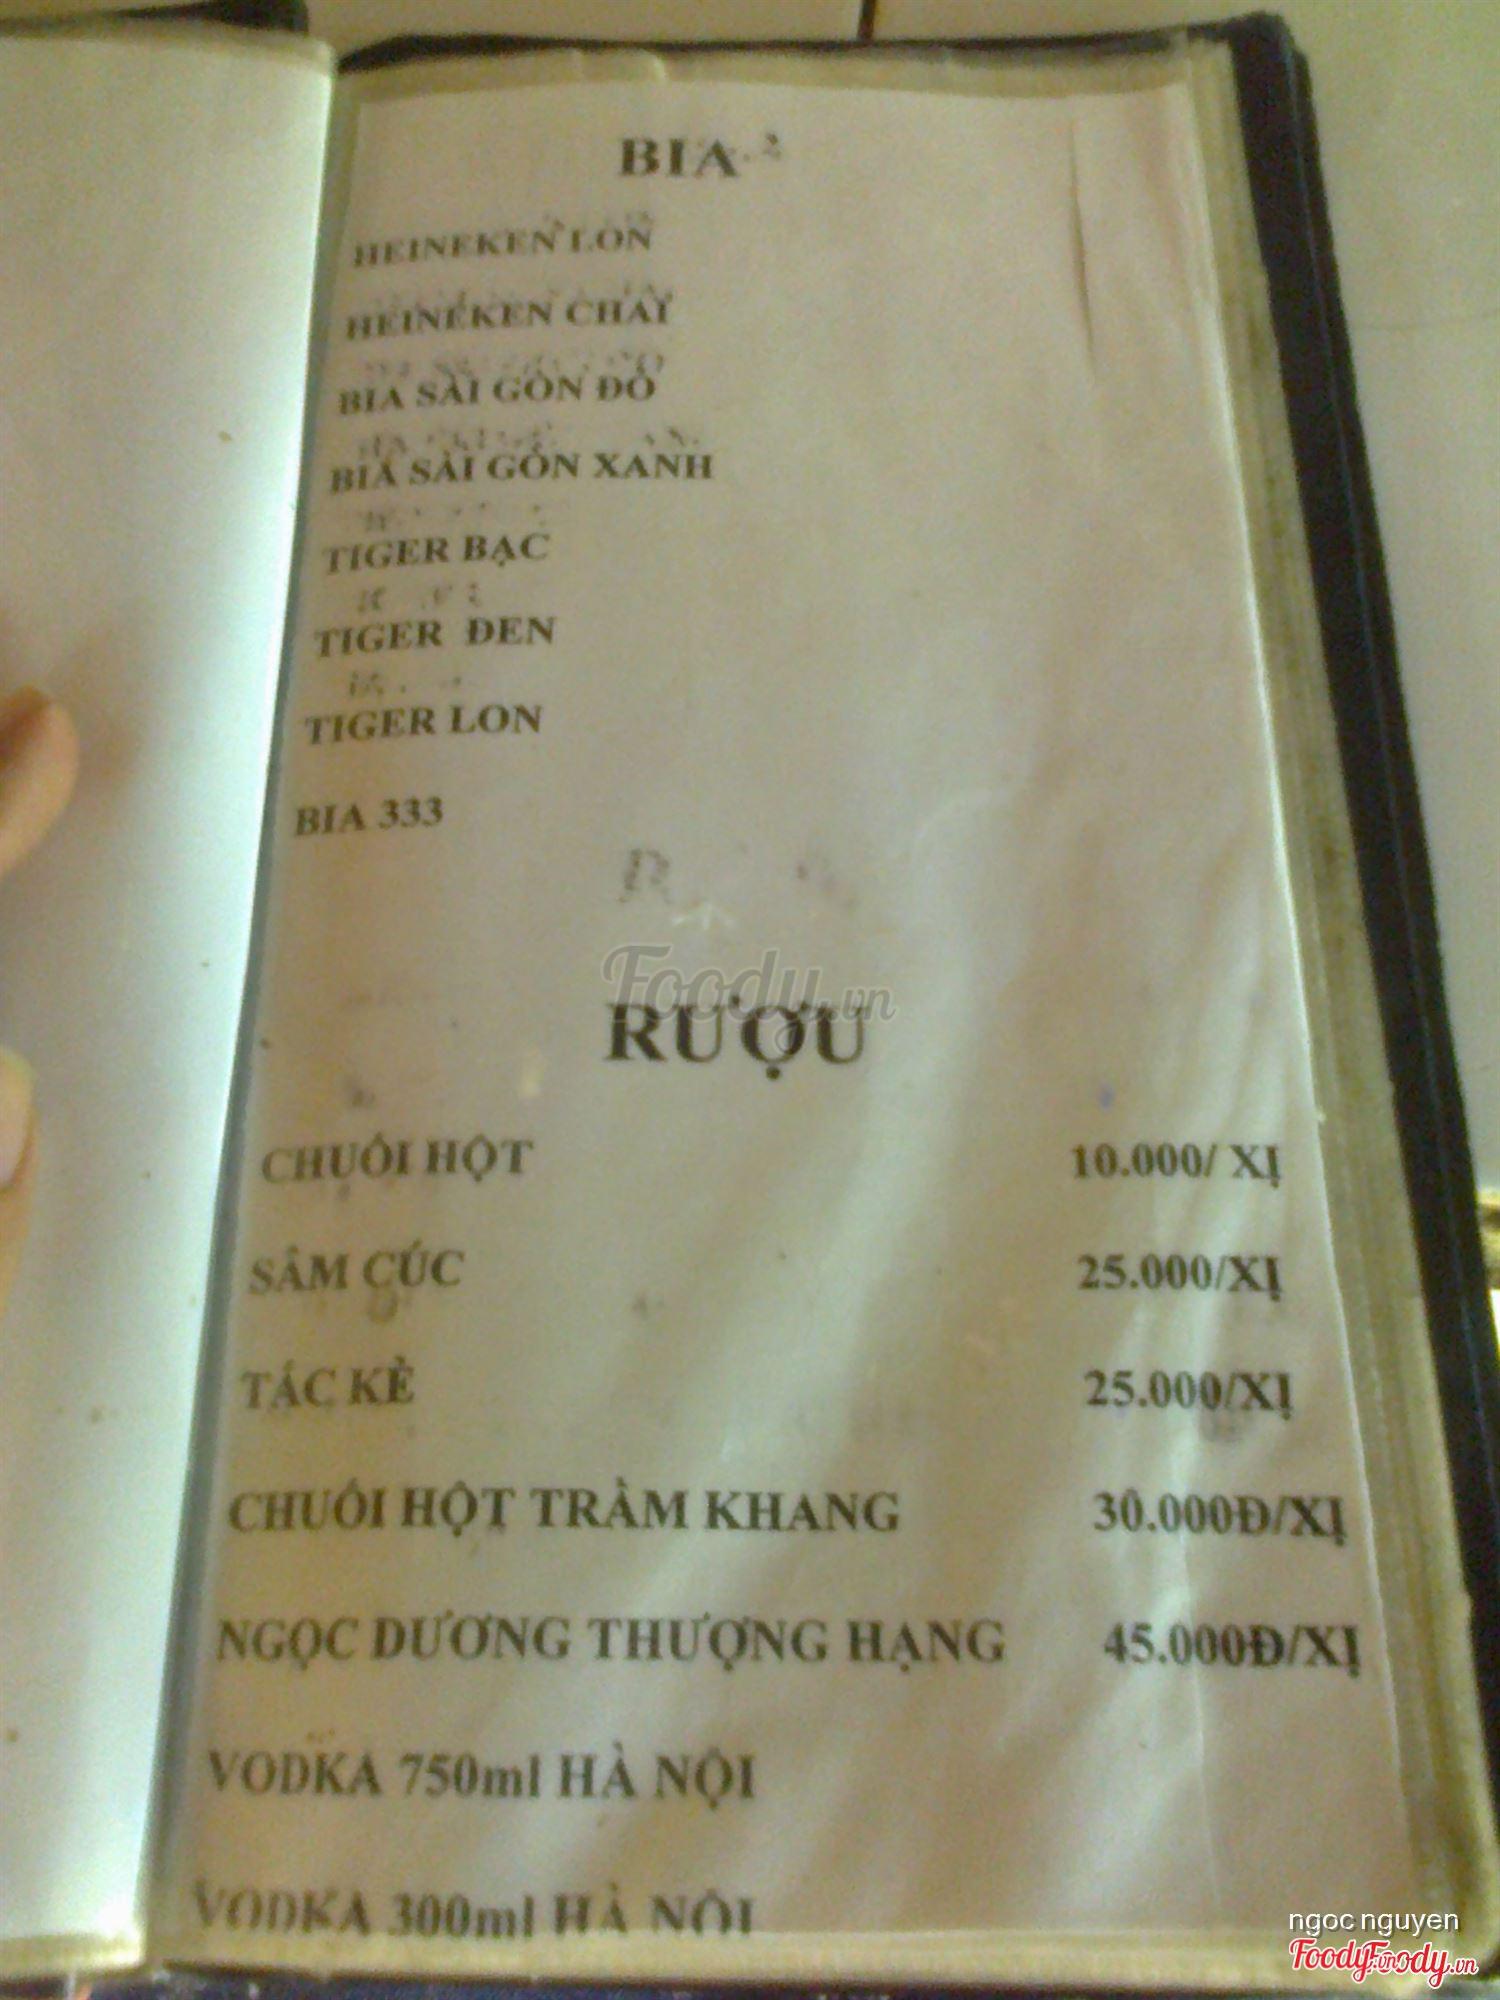 BIA
HEINEKEN LON
HEINEKEN CHAI
BIA SÀI GÒN ĐỎ
BIA SÀI GÒN XANH
TIGER BẠC
TIGER ĐEN
TIGER LON
BIA 333
Foody.vn
RƯỢU
CHUỐI HỘT 10.000/ XỊ
SÂM CÚC 25.000/XỊ
TÁC KÈ 25.000/XỊ
CHUỐI HỘT TRẦM KHANG 30.000Đ/XỊ
NGỌC DƯƠNG THƯỢNG HẠNG 45.000Đ/XỊ
VODKA 750ml HÀ NỘI
VODKA 300ml HÀ NỘI
ngoc nguyen